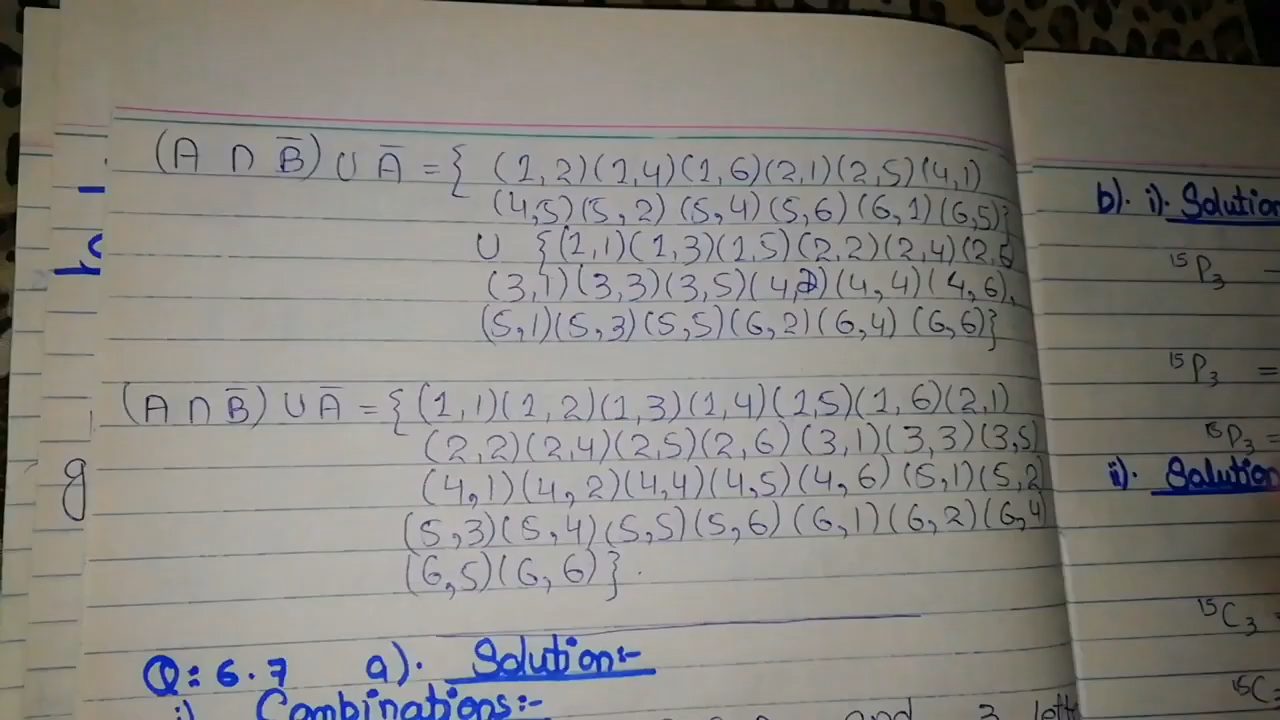 (A ∩ B̅) ∪ A̅ = { (1,2)(1,4)(1,6)(2,1)(2,5)(4,1)
(4,5)(5,2)(5,4)(5,6)(6,1)(6,5)}
∪ {(1,1)(1,3)(1,5)(2,2)(2,4)(2,6
(3,1)(3,3)(3,5)(4,2)(4,4)(4,6),
(5,1)(5,3)(5,5)(6,2)(6,4)(6,6)}
(A ∩ B̅) ∪ A̅ = {(1,1)(1,2)(1,3)(1,4)(1,5)(1,6)(2,1)
(2,2)(2,4)(2,5)(2,6)(3,1)(3,3)(3,5)
(4,1)(4,2)(4,4)(4,5)(4,6)(5,1)(5,2
(5,3)(5,4)(5,5)(5,6)(6,1)(6,2)(6,4
(6,5)(6,6)}.
Q: 6.7 a). Solution:-
i) Combinations:-
and 3 lett
b). i). Solution
¹⁵P₃ =
¹⁵P₃ =
¹⁵P₃ =
ii). Solution
¹⁵C₃
¹⁵C